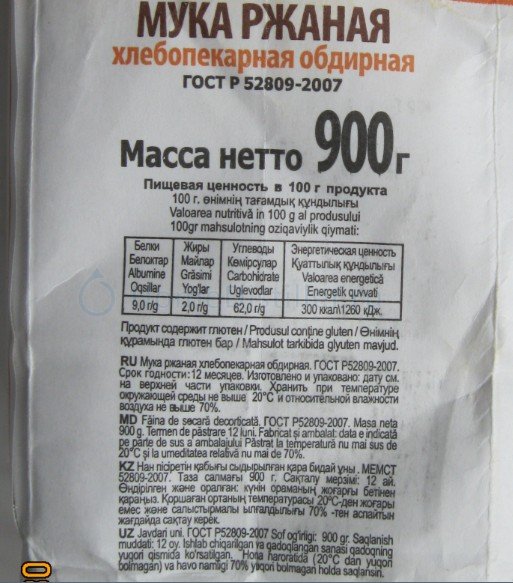 МУКА РЖАНАЯ
хлебопекарная обдирная
ГОСТ Р 52809-2007
Масса нетто 900г
Пищевая ценность в 100 г продукта
100 г. өнімнің тағамдық құндылығы
Valoarea nutritivă în 100 g al produsului
100gr mahsulotning oziqaviylik qiymati:
Белки Жиры Углеводы Энергетическая ценность
Белоктар Майлар Көмірсулар Қуаттылық құндылығы
Albumine Grăsimi Carbohidrate Valoarea energetică
Oqsillar Yog'lar Uglevodlar Energetik quvvati
9,0 г/g 2,0 г/g 62,0 г/g 300 ккал\1260 кДж.
Продукт содержит глютен / Produsul conține gluten / Өнімнің
құрамында глютен бар / Mahsulot tarkibida glyuten mavjud.
RU Мука ржаная хлебопекарная обдирная. ГОСТ Р52809-2007.
Срок годности: 12 месяцев. Изготовлено и упаковано: дату см.
на верхней части упаковки. Хранить при температуре
окружающей среды не выше 20°С и относительной влажности
воздуха не выше 70%.
MD Făina de secară decorticată. ГОСТ Р52809-2007. Masa neta
900 g. Termen de păstrare 12 luni. Fabricat și ambalat: data e indicată
pe părte de sus a ambalajului Păstrat la temperatură nu mai sus de
20°C și la umeditatea relativă nu mai de 70%.
KZ Нан пісіретін қабығы сыдырылған қара бидай ұны . МЕМСТ
52809-2007. Таза салмағы 900 г. Сақталу мерзімі: 12 ай.
Өндірілген және оралған: күнін ораманың жоғарғы бетінен
қараңыз. Қоршаған ортаның температурасы 20°С-ден жоғары
емес және салыстырмалы ылғалдылығы 70% -тен аспайтын
жағдайда сақтау керек.
UZ Javdari uni. ГОСТ Р52809-2007 Sof og'irligi: 900 gr. Saqlanish
muddati: 12 oy. Ishlab chiqarilgan va qadoqlangan sanasi qadoqning
yuqori qismida ko'rsatilgan. Hona haroratida (20°C dan yuqori
bolmagan) va havo namligi 70% yuqori bolmagan holda saqlansin.